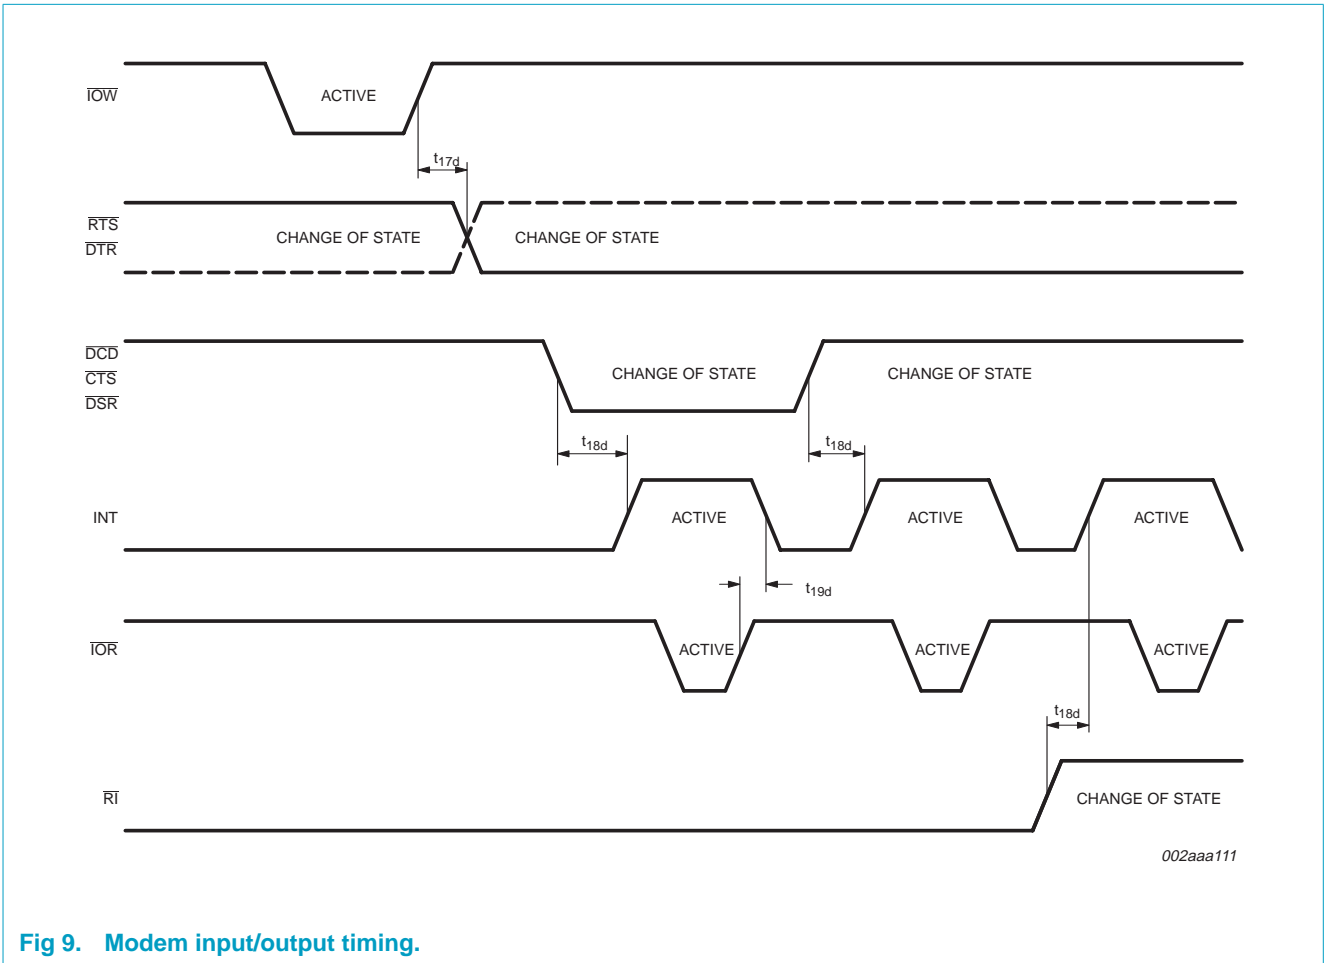 IOW
ACTIVE
t17d
RTS
DTR
CHANGE OF STATE
CHANGE OF STATE
DCD
CTS
DSR
CHANGE OF STATE
CHANGE OF STATE
t18d
t18d
INT
ACTIVE
ACTIVE
ACTIVE
t19d
IOR
ACTIVE
ACTIVE
ACTIVE
t18d
RI
CHANGE OF STATE
002aaa111
Fig 9. Modem input/output timing.